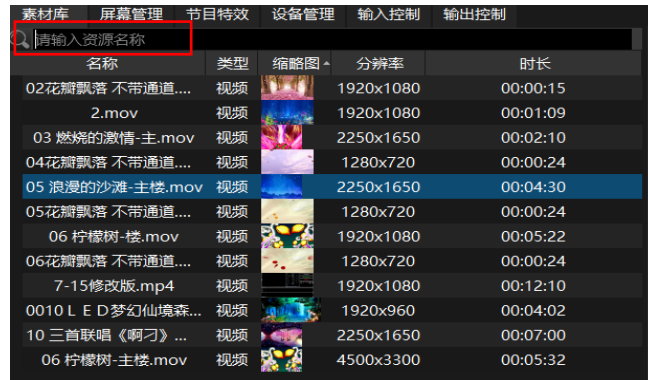 素材库 屏幕管理 节目特效 设备管理 输入控制 输出控制
请输入资源名称
名称 类型 缩略图 分辨率 时长
02花瓣飘落 不带通道.... 视频 1920x1080 00:00:15
2.mov 视频 1920x1080 00:01:09
03 燃烧的激情-主.mov 视频 2250x1650 00:02:10
04花瓣飘落 不带通道.... 视频 1280x720 00:00:24
05 浪漫的沙滩-主楼.mov 视频 2250x1650 00:04:30
05花瓣飘落 不带通道.... 视频 1280x720 00:00:24
06 柠檬树-楼.mov 视频 1920x1080 00:05:22
06花瓣飘落 不带通道.... 视频 1280x720 00:00:24
7-15修改版.mp4 视频 1920x1080 00:12:10
0010ＬＥＤ梦幻仙境森... 视频 1920x960 00:04:02
10 三首联唱《啊刁》... 视频 2250x1650 00:07:00
06 柠檬树-主楼.mov 视频 4500x3300 00:05:32